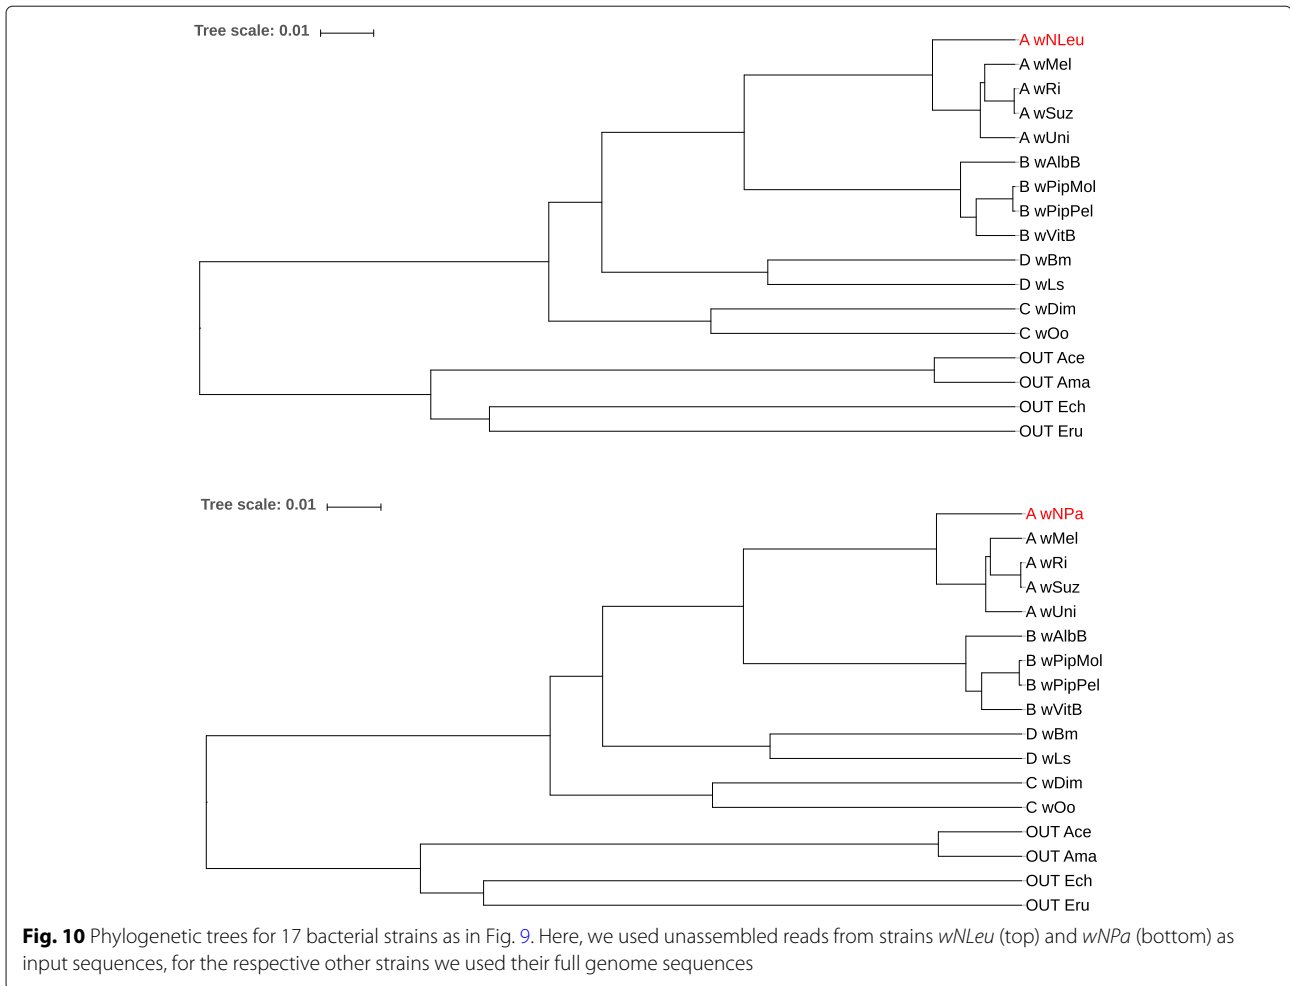 Tree scale: 0.01
A wNLeu
A wMel
A wRi
A wSuz
A wUni
B wAlbB
B wPipMol
B wPipPel
B wVitB
D wBm
D wLs
C wDim
C wOo
OUT Ace
OUT Ama
OUT Ech
OUT Eru
Tree scale: 0.01
A wNPa
A wMel
A wRi
A wSuz
A wUni
B wAlbB
B wPipMol
B wPipPel
B wVitB
D wBm
D wLs
C wDim
C wOo
OUT Ace
OUT Ama
OUT Ech
OUT Eru
Fig. 10 Phylogenetic trees for 17 bacterial strains as in Fig. 9. Here, we used unassembled reads from strains wNLeu (top) and wNPa (bottom) as
input sequences, for the respective other strains we used their full genome sequences